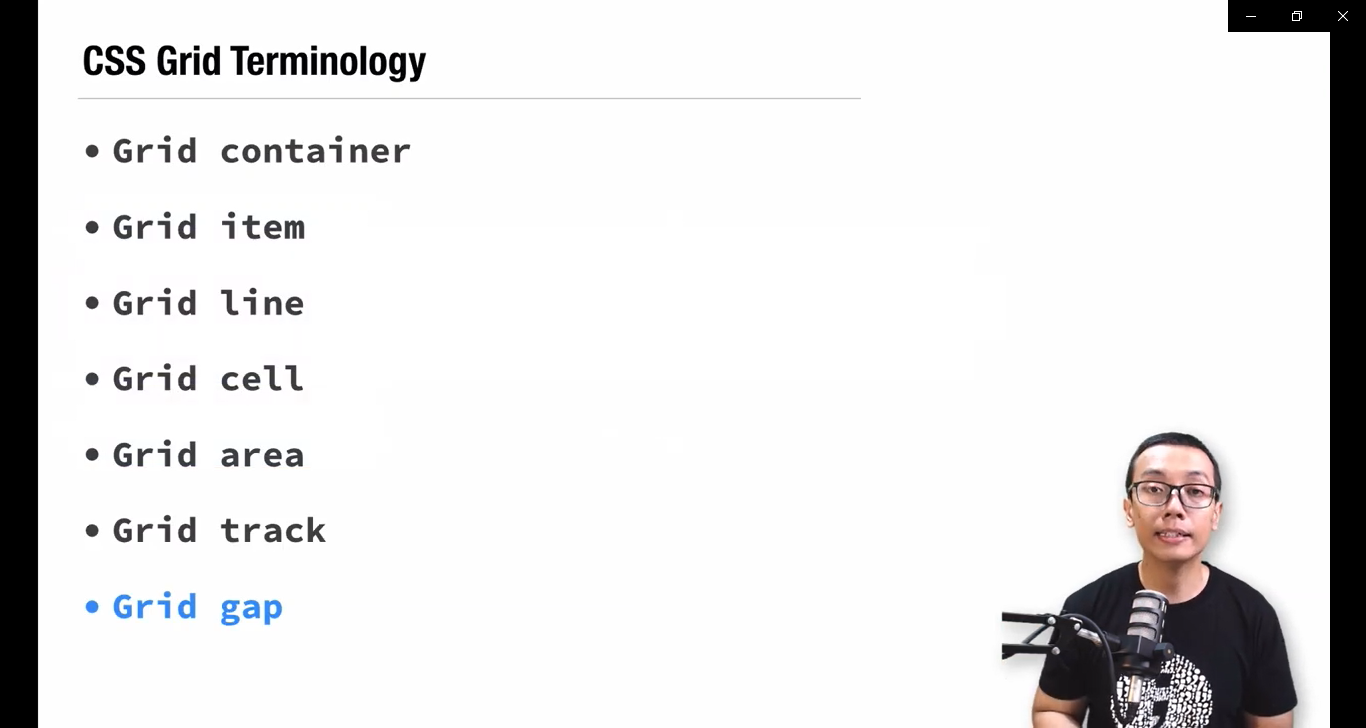 CSS Grid Terminology
• Grid container
• Grid item
• Grid line
• Grid cell
• Grid area
• Grid track
• Grid gap